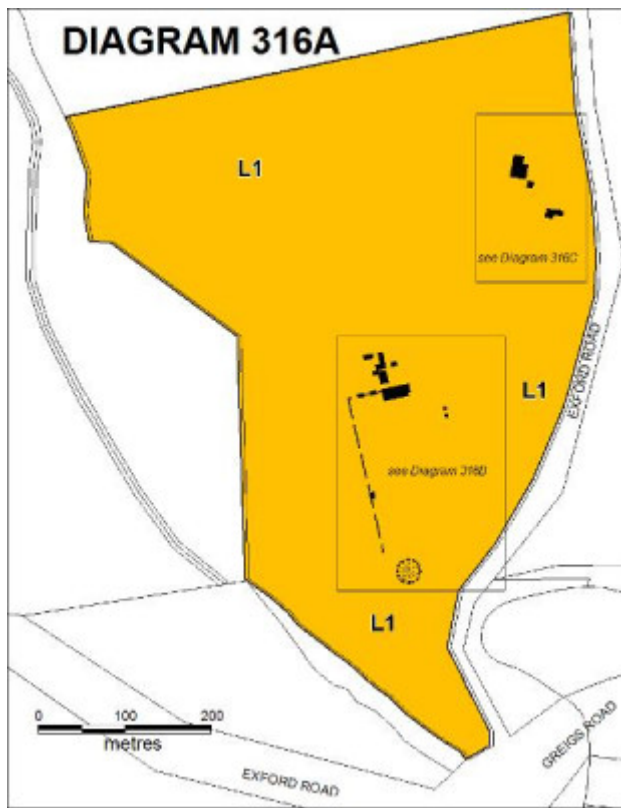 DIAGRAM 316A
L1
see Diagram 316C
L1
EXFORD ROAD
see Diagram 316B
L1
0 100 200
metres
GREIGS ROAD
EXFORD ROAD